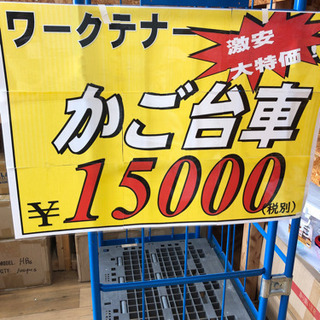 ワークテナー
激安
大特価!
かご台車
¥15000
(税別)